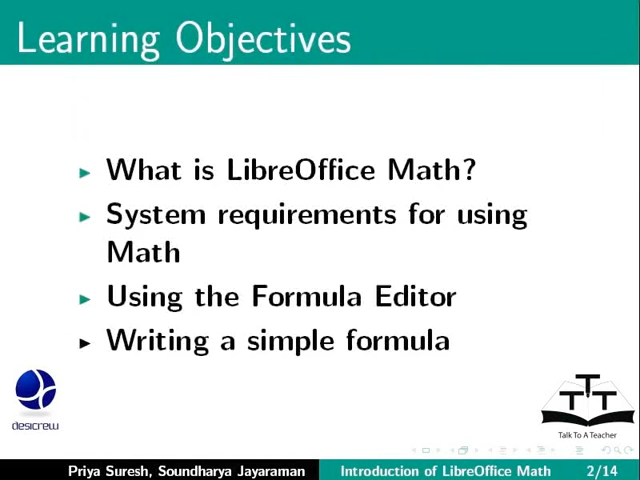 Learning Objectives
What is LibreOffice Math?
System requirements for using
Math
Using the Formula Editor
Writing a simple formula
desicrew
TTT
Talk To A Teacher
Priya Suresh, Soundharya Jayaraman Introduction of LibreOffice Math 2/14